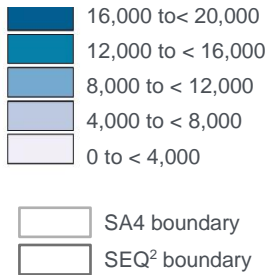 16,000 to< 20,000
12,000 to < 16,000
8,000 to < 12,000
4,000 to < 8,000
0 to < 4,000
SA4 boundary
SEQ² boundary